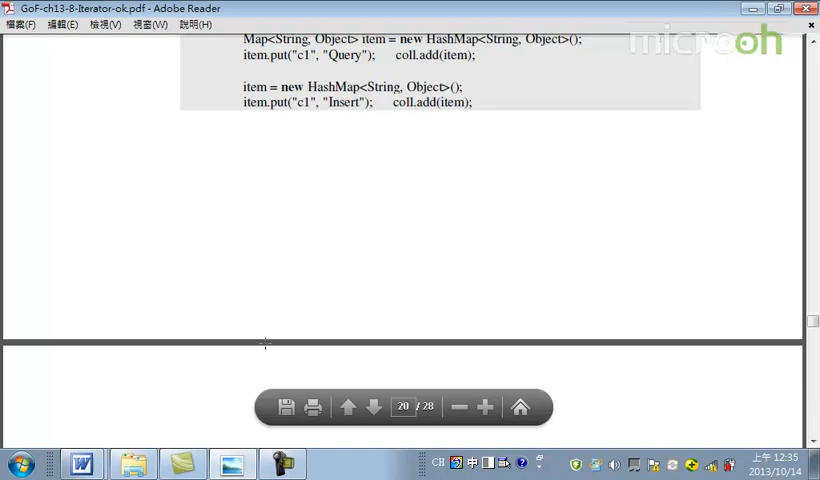 GoF-ch13-8-Iterator-ok.pdf - Adobe Reader
檔案(F) 編輯(E) 檢視(V) 視窗(W) 說明(H)
microoh
Map<String, Object> item = new HashMap<String, Object>();
item.put("c1", "Query"); coll.add(item);
item = new HashMap<String, Object>();
item.put("c1", "Insert"); coll.add(item);
20 / 28
CH 中
上午 12:35
2013/10/14